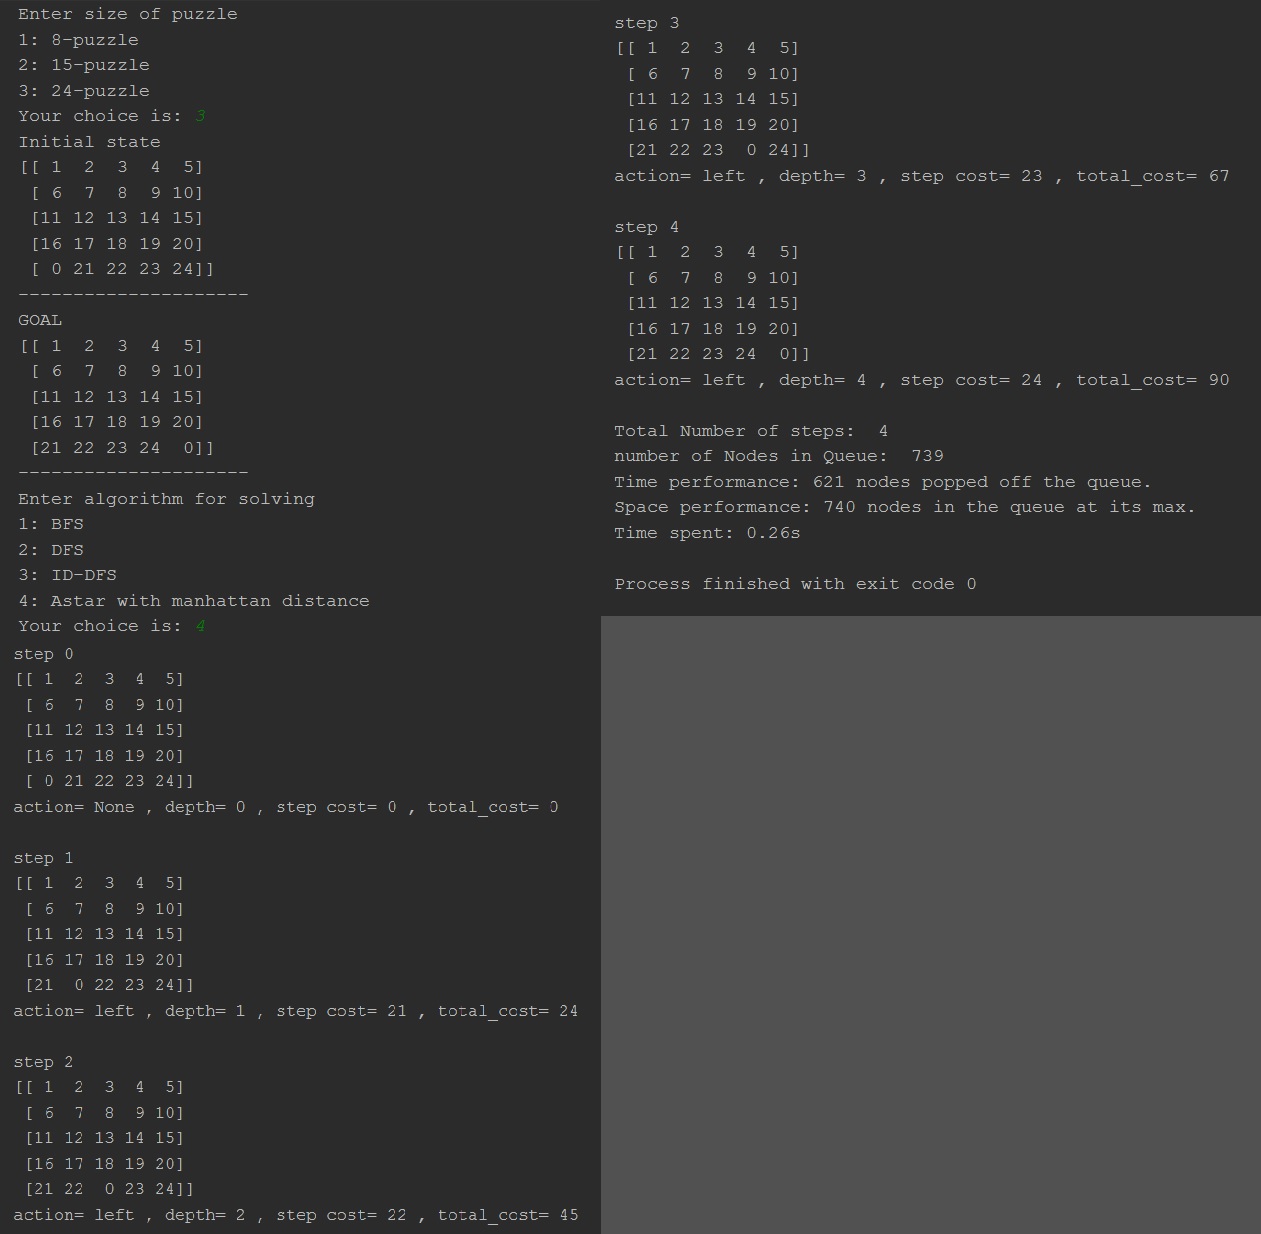 Enter size of puzzle
1: 8-puzzle
2: 15-puzzle
3: 24-puzzle
Your choice is: 3
Initial state
[[ 1  2  3  4  5]
 [ 6  7  8  9 10]
 [11 12 13 14 15]
 [16 17 18 19 20]
 [ 0 21 22 23 24]]
---------------------
GOAL
[[ 1  2  3  4  5]
 [ 6  7  8  9 10]
 [11 12 13 14 15]
 [16 17 18 19 20]
 [21 22 23 24  0]]
---------------------
Enter algorithm for solving
1: BFS
2: DFS
3: ID-DFS
4: Astar with manhattan distance
Your choice is: 4
step 0
[[ 1  2  3  4  5]
 [ 6  7  8  9 10]
 [11 12 13 14 15]
 [16 17 18 19 20]
 [ 0 21 22 23 24]]
action= None , depth= 0 , step cost= 0 , total_cost= 0
step 1
[[ 1  2  3  4  5]
 [ 6  7  8  9 10]
 [11 12 13 14 15]
 [16 17 18 19 20]
 [21  0 22 23 24]]
action= left , depth= 1 , step cost= 21 , total_cost= 24
step 2
[[ 1  2  3  4  5]
 [ 6  7  8  9 10]
 [11 12 13 14 15]
 [16 17 18 19 20]
 [21 22  0 23 24]]
action= left , depth= 2 , step cost= 22 , total_cost= 45
step 3
[[ 1  2  3  4  5]
 [ 6  7  8  9 10]
 [11 12 13 14 15]
 [16 17 18 19 20]
 [21 22 23  0 24]]
action= left , depth= 3 , step cost= 23 , total_cost= 67
step 4
[[ 1  2  3  4  5]
 [ 6  7  8  9 10]
 [11 12 13 14 15]
 [16 17 18 19 20]
 [21 22 23 24  0]]
action= left , depth= 4 , step cost= 24 , total_cost= 90
Total Number of steps:  4
number of Nodes in Queue:  739
Time performance: 621 nodes popped off the queue.
Space performance: 740 nodes in the queue at its max.
Time spent: 0.26s
Process finished with exit code 0